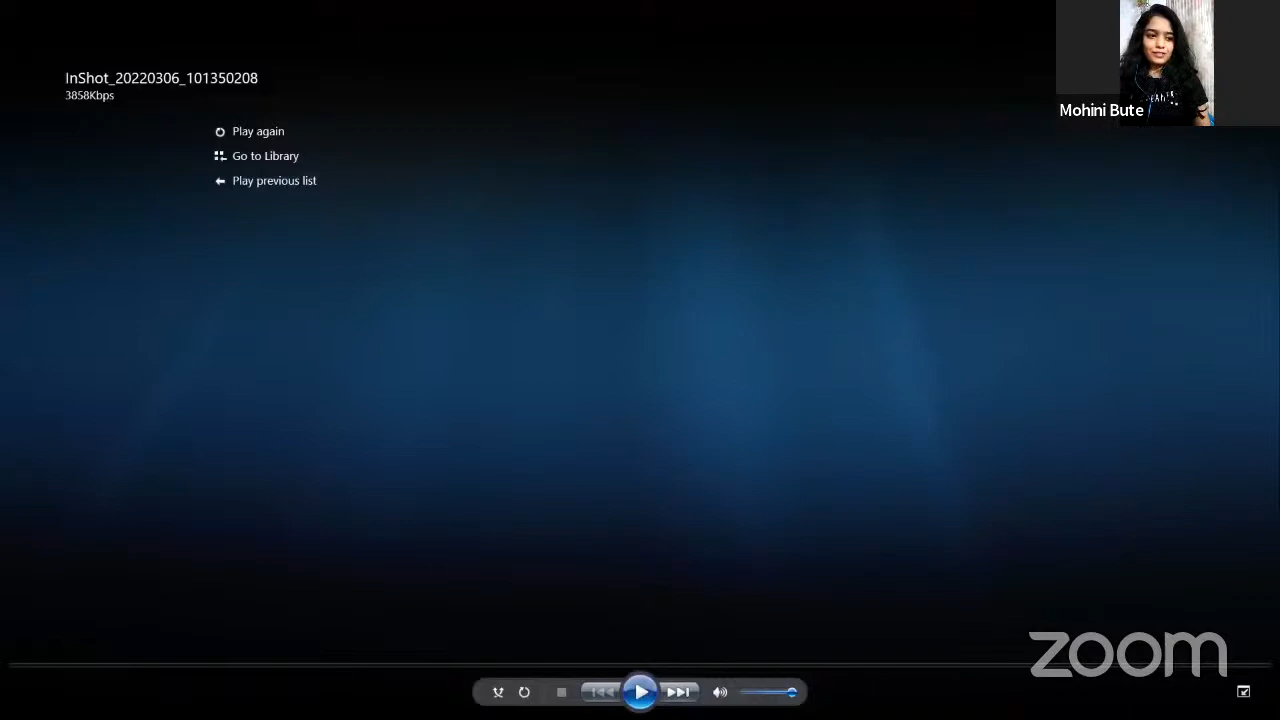 InShot_20220306_101350208
3858Kbps
Play again
Go to Library
Play previous list
Mohini Bute
zoom